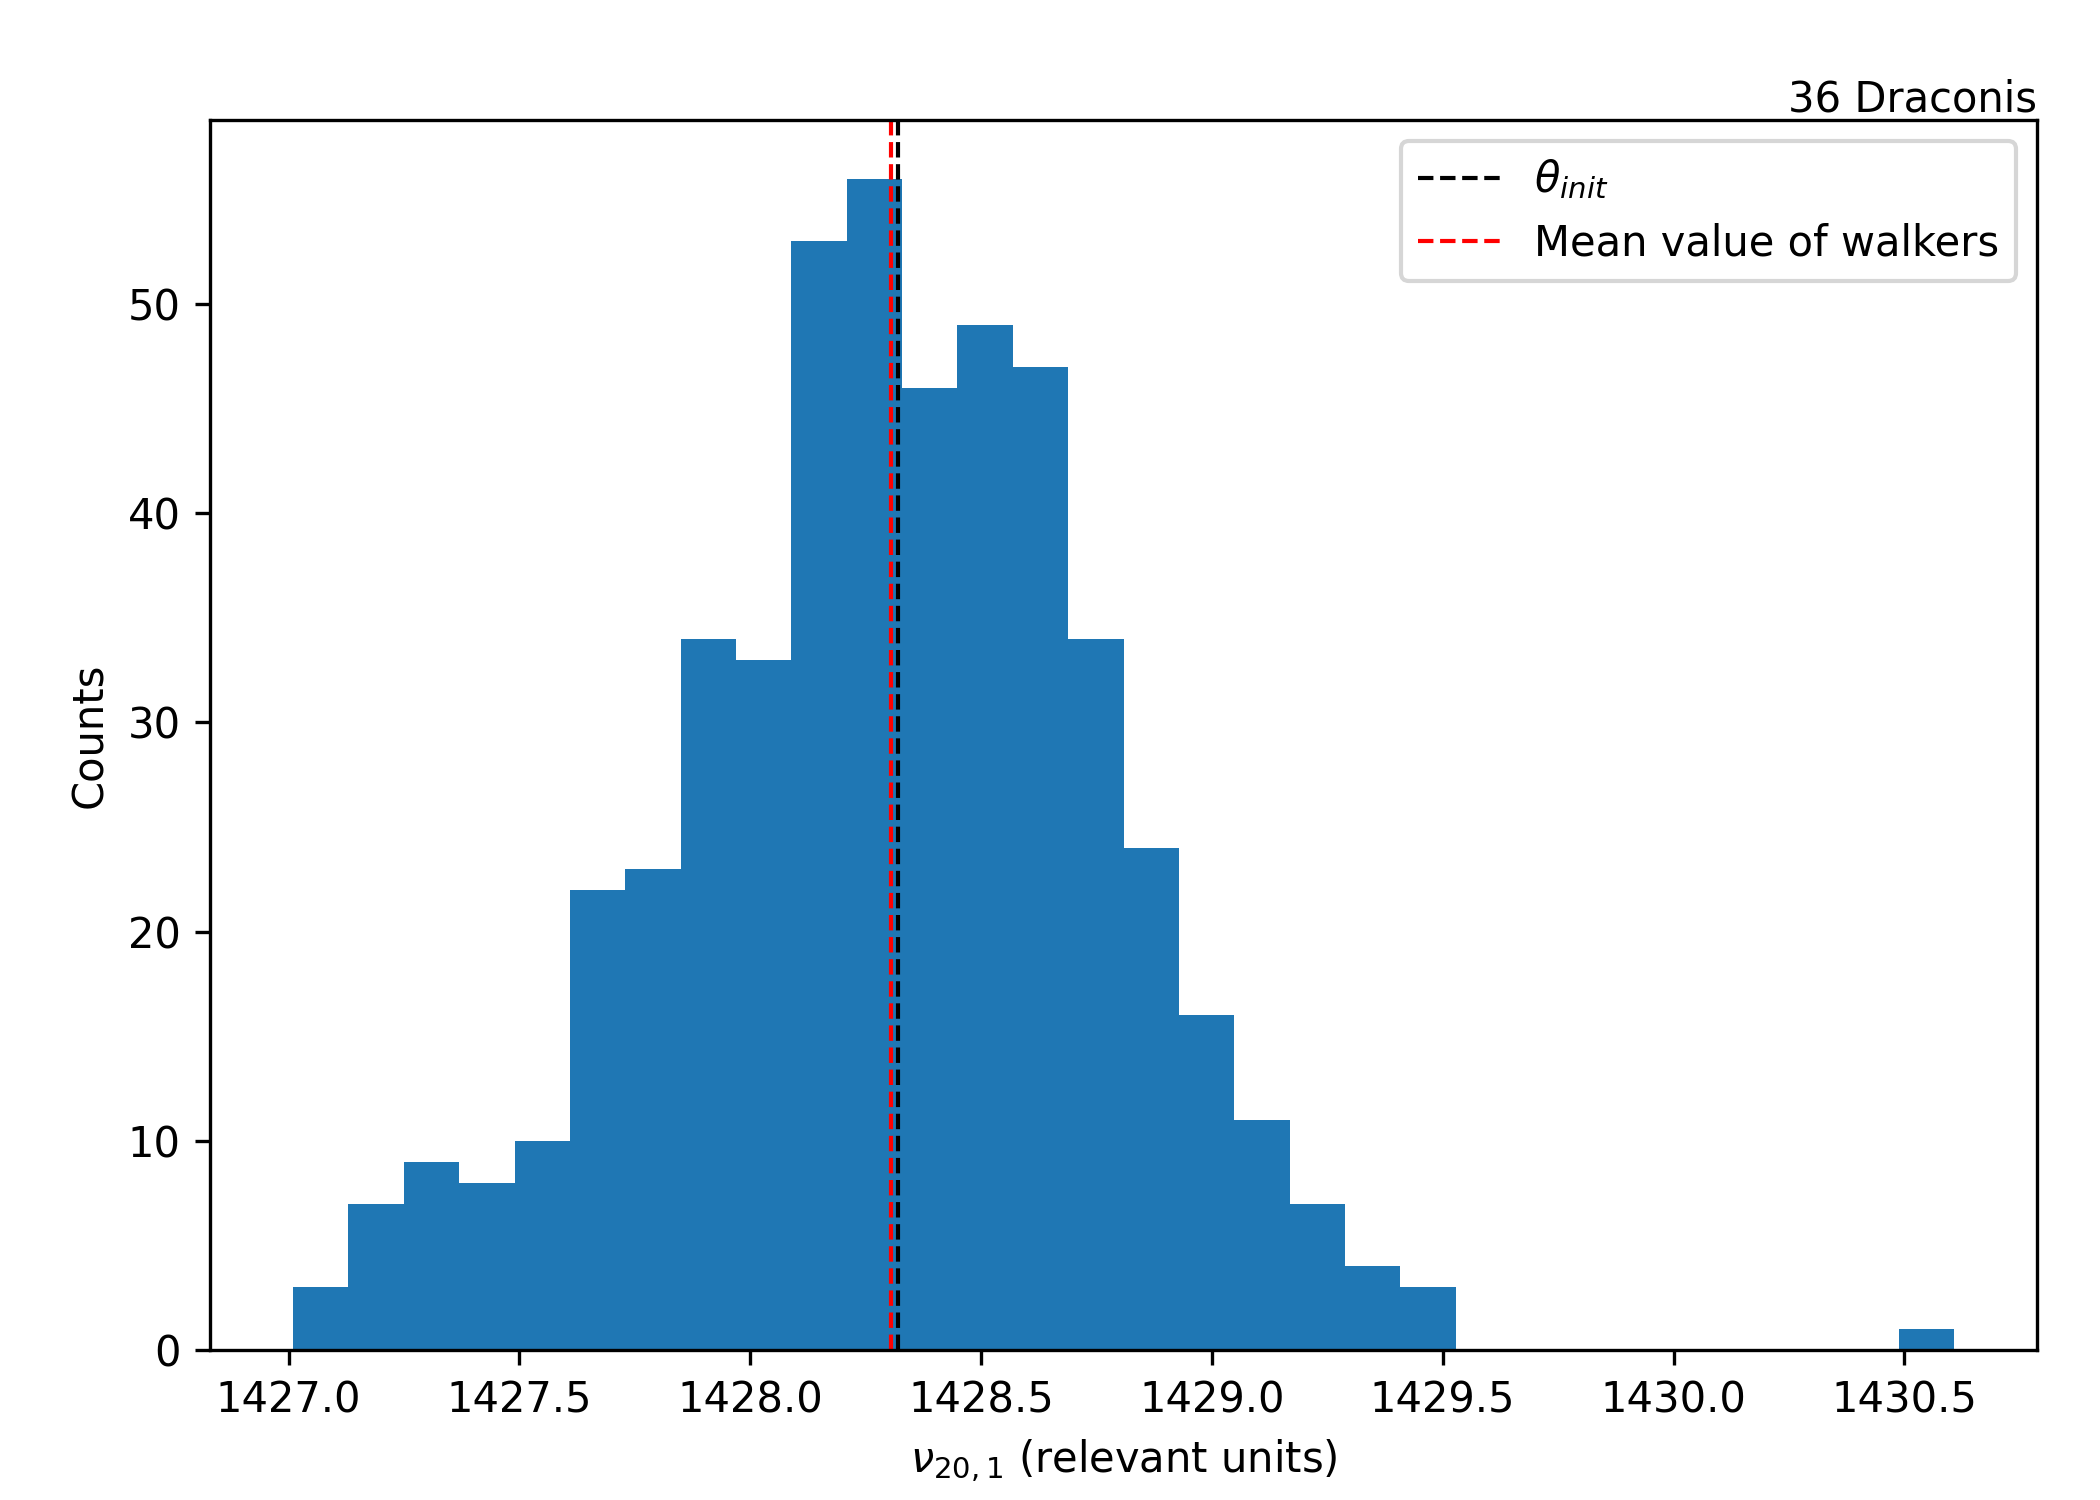 36 Draconis
θ_init
Mean value of walkers
50
40
30
20
10
0
Counts
1427.0 1427.5 1428.0 1428.5 1429.0 1429.5 1430.0 1430.5
ν_20,1 (relevant units)